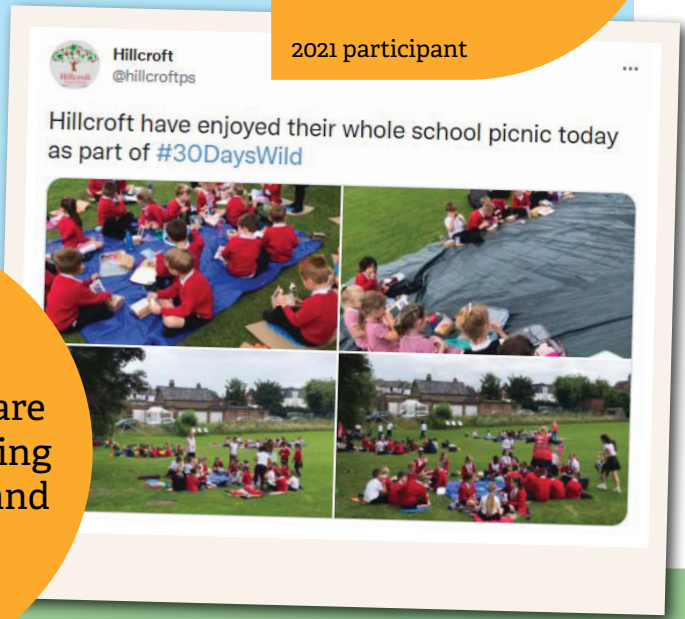 2021 participant
Hillcroft
@hillcroftps
...
Hillcroft have enjoyed their whole school picnic today
as part of #30DaysWild
Hillcroft
are
ing
and